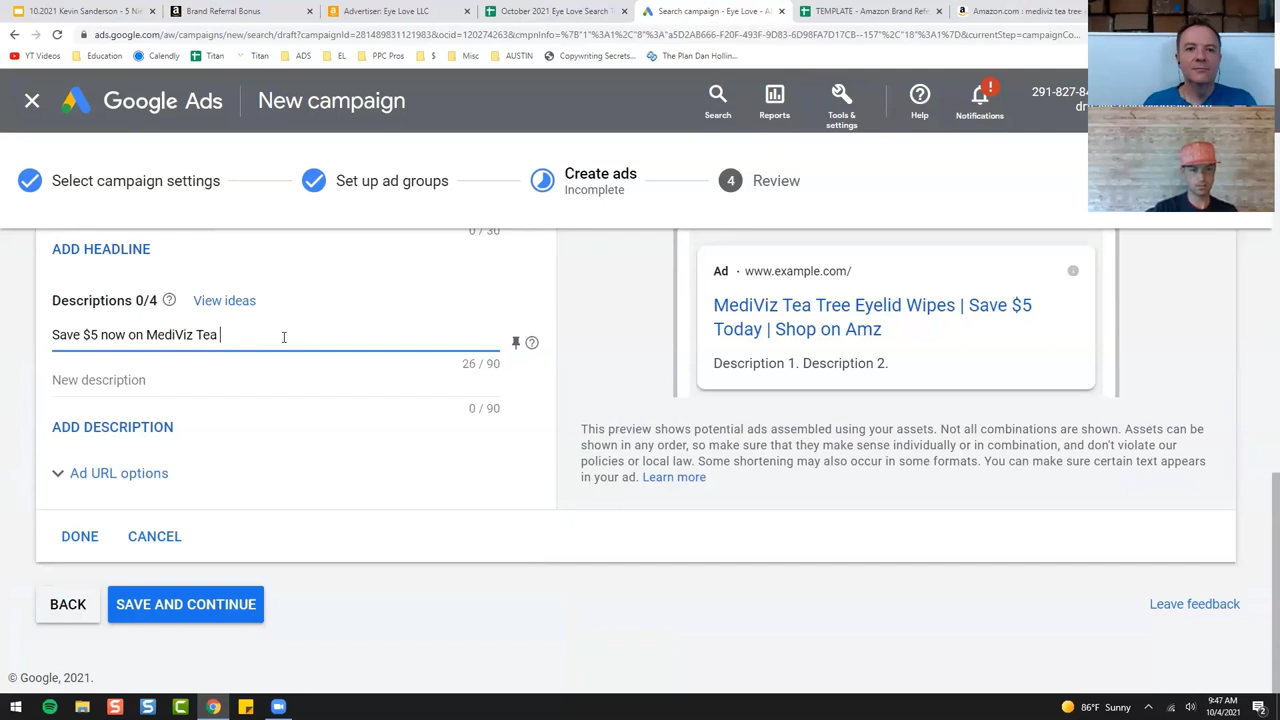 10.2021 Kevin - 5 Nine
Brand Referral Bonus
Advertiser: Eye Love LLC
October 2021 Eye Love Search T
Search campaign - Eye Love - A
TEMPLATE - Amazon Brand Refe
Amazon.com : mediviz tea tree
YT Videos
Education
Calendly
Titan
ADS
EL
PPC Pros
S
Titan
Misc
AUSTIN
Copywriting Secrets...
The Plan Dan Hollin...
Google Ads
New campaign
Search
Reports
Tools &
settings
Help
!
Notifications
291-827-84
Select campaign settings
Set up ad groups
Create ads
Incomplete
4
Review
0 / 30
ADD HEADLINE
Descriptions 0/4 ? View ideas
Save $5 now on MediViz Tea
?
26 / 90
New description
0 / 90
ADD DESCRIPTION
Ad URL options
Ad · www.example.com/
MediViz Tea Tree Eyelid Wipes | Save $5
Today | Shop on Amz
Description 1. Description 2.
This preview shows potential ads assembled using your assets. Not all combinations are shown. Assets can be
shown in any order, so make sure that they make sense individually or in combination, and don't violate our
policies or local law. Some shortening may also occur in some formats. You can make sure certain text appears
in your ad. Learn more
DONE
CANCEL
BACK
SAVE AND CONTINUE
Leave feedback
© Google, 2021.
86°F Sunny
9:47 AM
10/4/2021
2